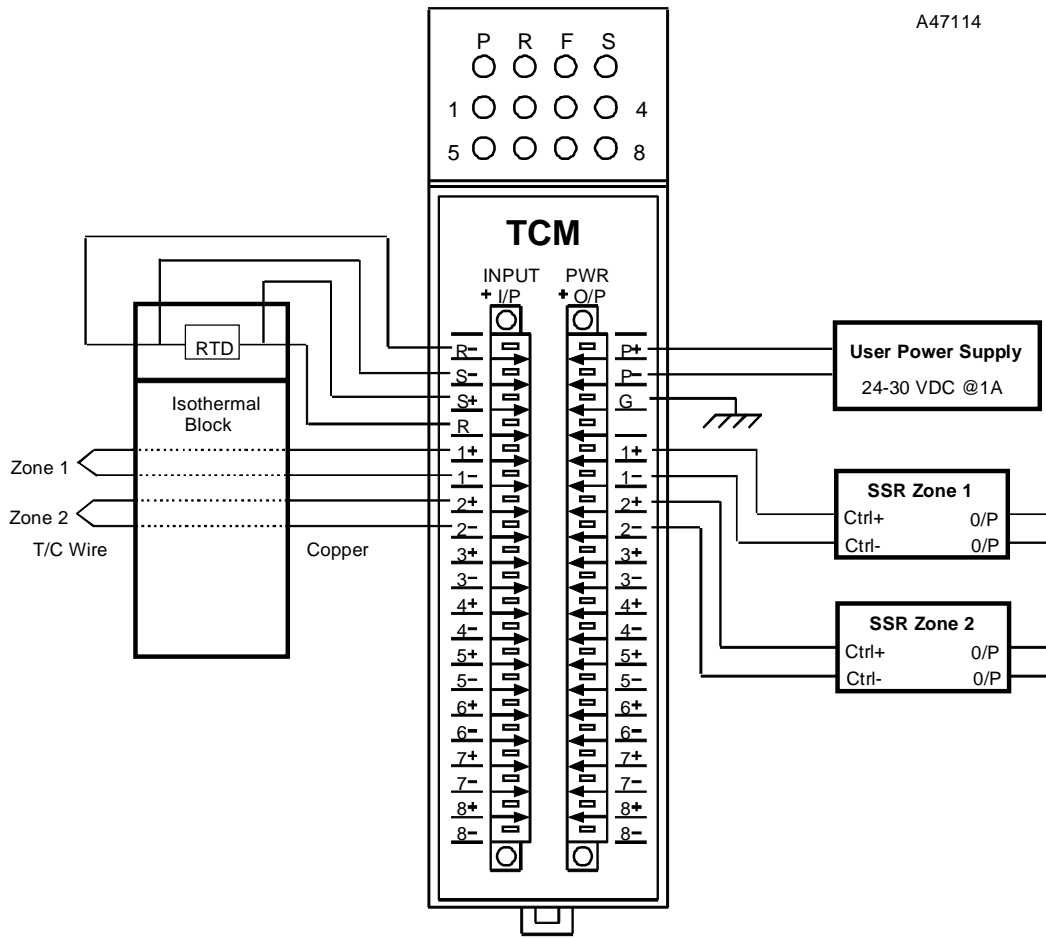 A47114
P R F S
1 4
5 8
TCM
INPUT PWR
+ I/P + O/P
R-
S-
S+
R
1+
1-
2+
2-
3+
3-
4+
4-
5+
5-
6+
6-
7+
7-
8+
8-
P+
P-
G
1+
1-
2+
2-
3+
3-
4+
4-
5+
5-
6+
6-
7+
7-
8+
8-
RTD
Isothermal
Block
Zone 1
Zone 2
T/C Wire
Copper
User Power Supply
24-30 VDC @1A
SSR Zone 1
Ctrl+ 0/P
Ctrl- 0/P
SSR Zone 2
Ctrl+ 0/P
Ctrl- 0/P